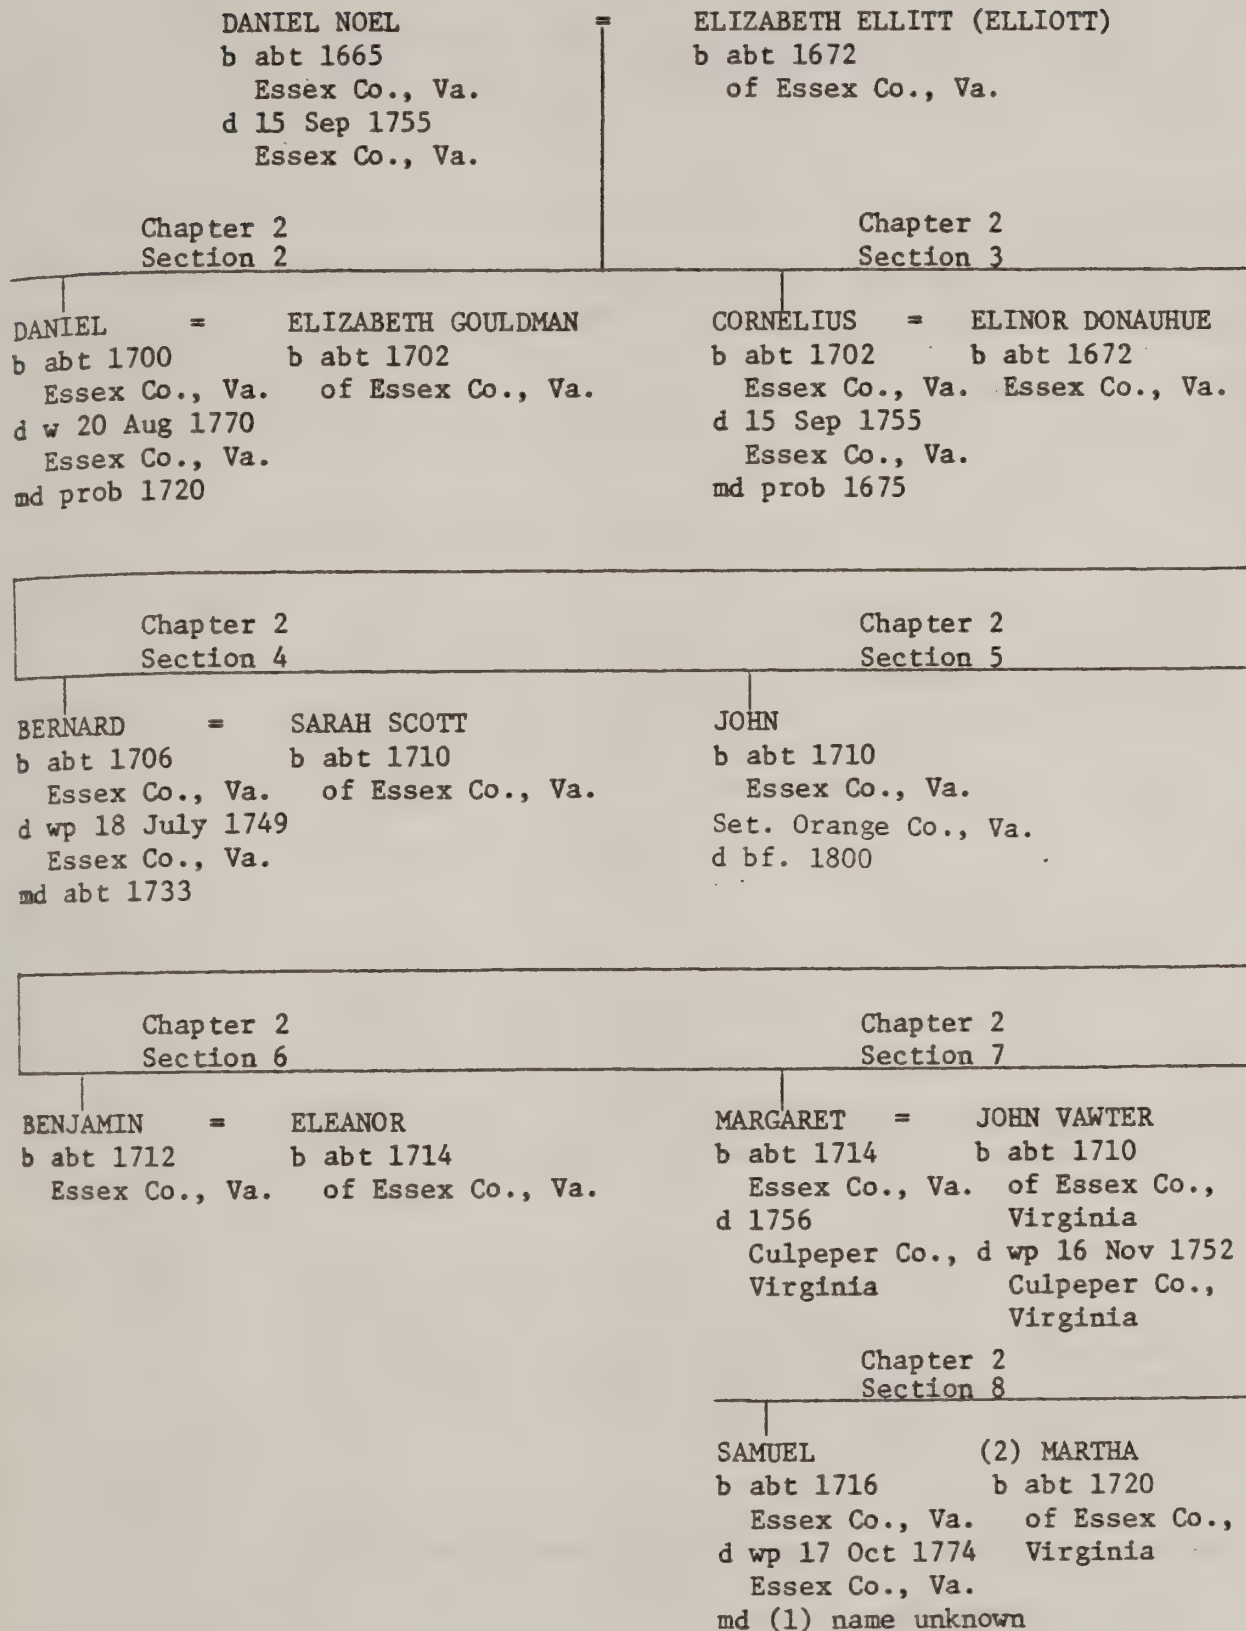 DANIEL NOEL = ELIZABETH ELLITT (ELLIOTT)
b abt 1665 b abt 1672
Essex Co., Va. of Essex Co., Va.
d 15 Sep 1755
Essex Co., Va.
Chapter 2 Chapter 2
Section 2 Section 3
DANIEL = ELIZABETH GOULDMAN CORNELIUS = ELINOR DONAUHUE
b abt 1700 b abt 1702 b abt 1702 b abt 1672
Essex Co., Va. of Essex Co., Va. Essex Co., Va. Essex Co., Va.
d w 20 Aug 1770 d 15 Sep 1755
Essex Co., Va. Essex Co., Va.
md prob 1720 md prob 1675
Chapter 2 Chapter 2
Section 4 Section 5
BERNARD = SARAH SCOTT JOHN
b abt 1706 b abt 1710 b abt 1710
Essex Co., Va. of Essex Co., Va. Essex Co., Va.
d wp 18 July 1749 Set. Orange Co., Va.
Essex Co., Va. d bf. 1800
md abt 1733
Chapter 2 Chapter 2
Section 6 Section 7
BENJAMIN = ELEANOR MARGARET = JOHN VAWTER
b abt 1712 b abt 1714 b abt 1714 b abt 1710
Essex Co., Va. of Essex Co., Va. Essex Co., Va. of Essex Co.,
d 1756 Virginia
Culpeper Co., d wp 16 Nov 1752
Virginia Culpeper Co.,
Virginia
Chapter 2
Section 8
SAMUEL (2) MARTHA
b abt 1716 b abt 1720
Essex Co., Va. of Essex Co.,
d wp 17 Oct 1774 Virginia
Essex Co., Va.
md (1) name unknown